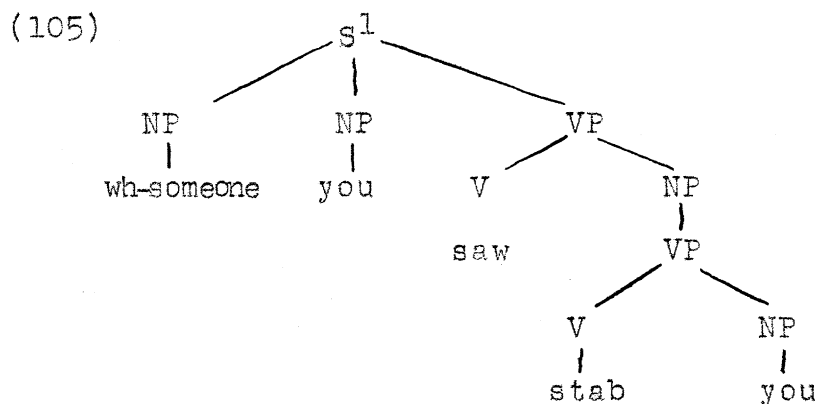 (105)
S1
NP NP VP
wh-someone you V NP
saw VP
V NP
stab you